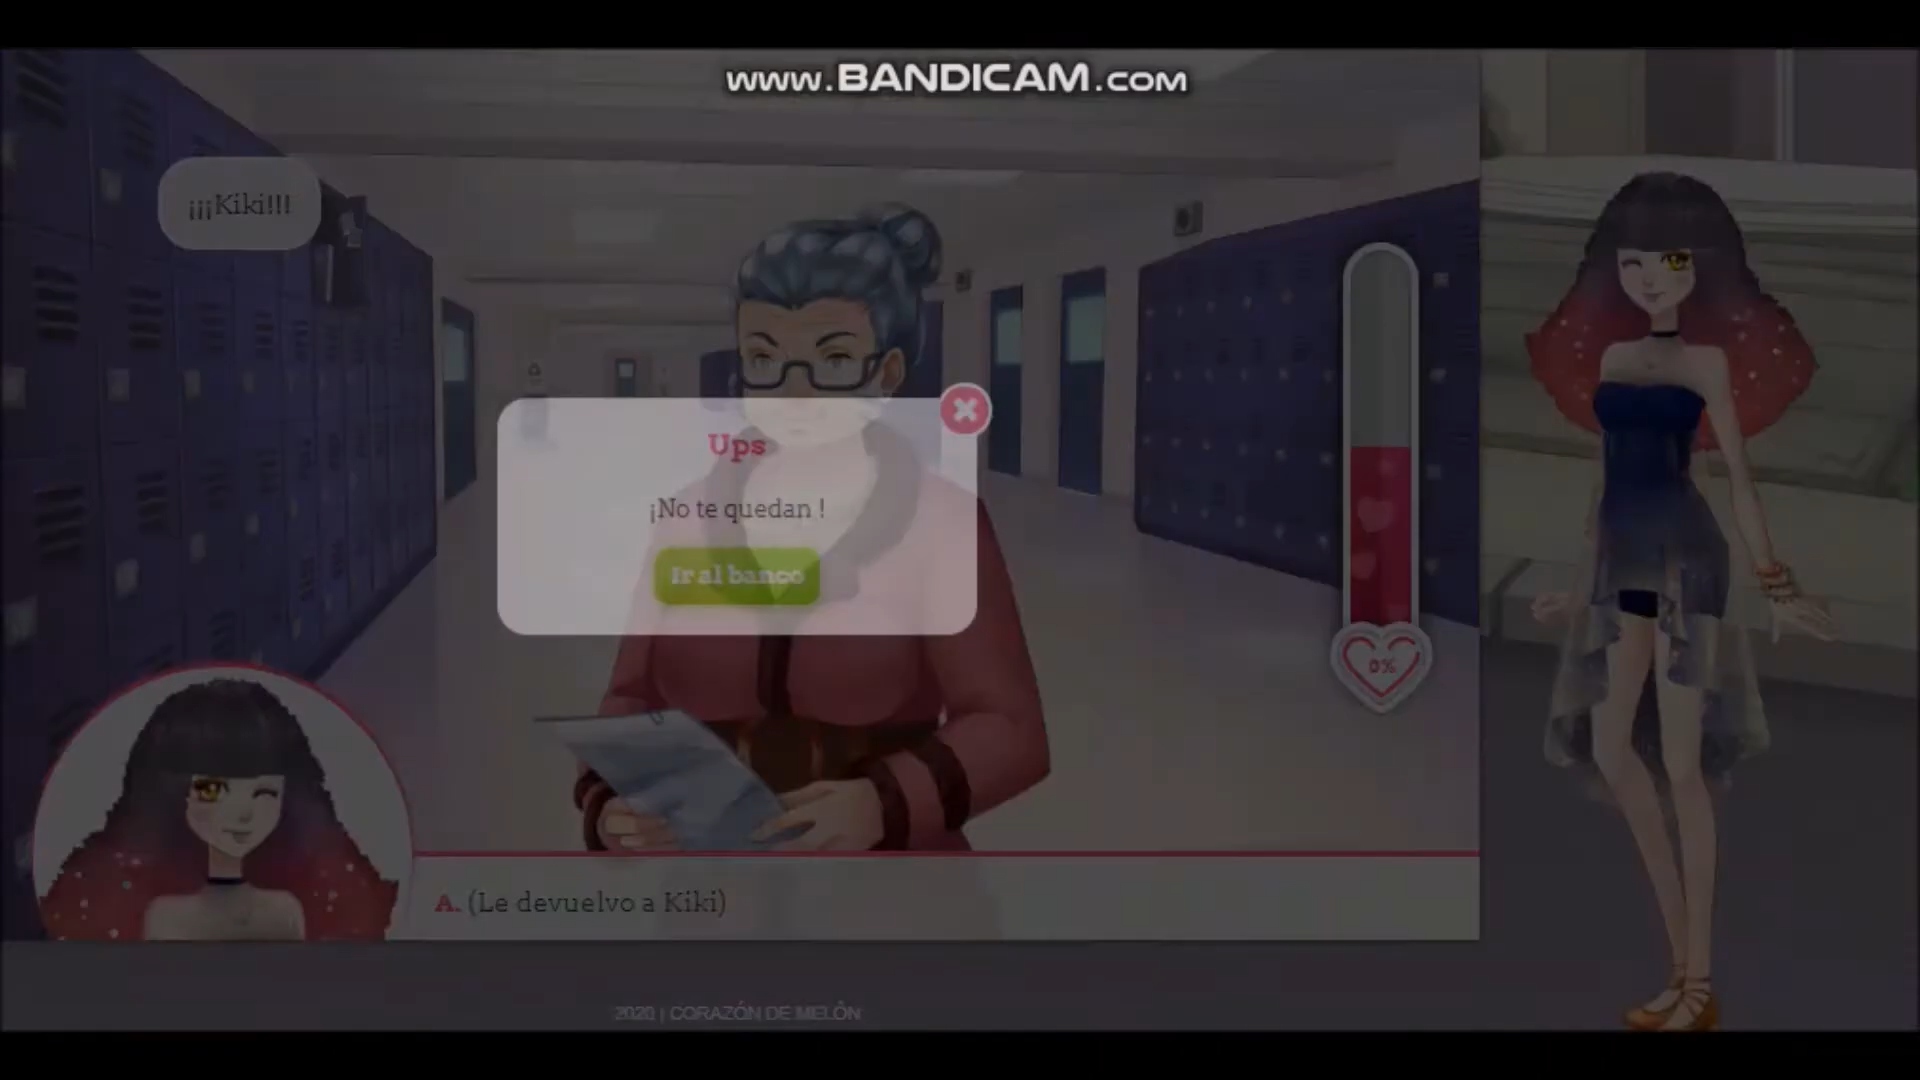 www.BANDICAM.com
¡¡¡Kiki!!!
Ups
¡No te quedan !
Ir al banco
0%
A. (Le devuelvo a Kiki)
2020 | CORAZÓN DE MELÓN